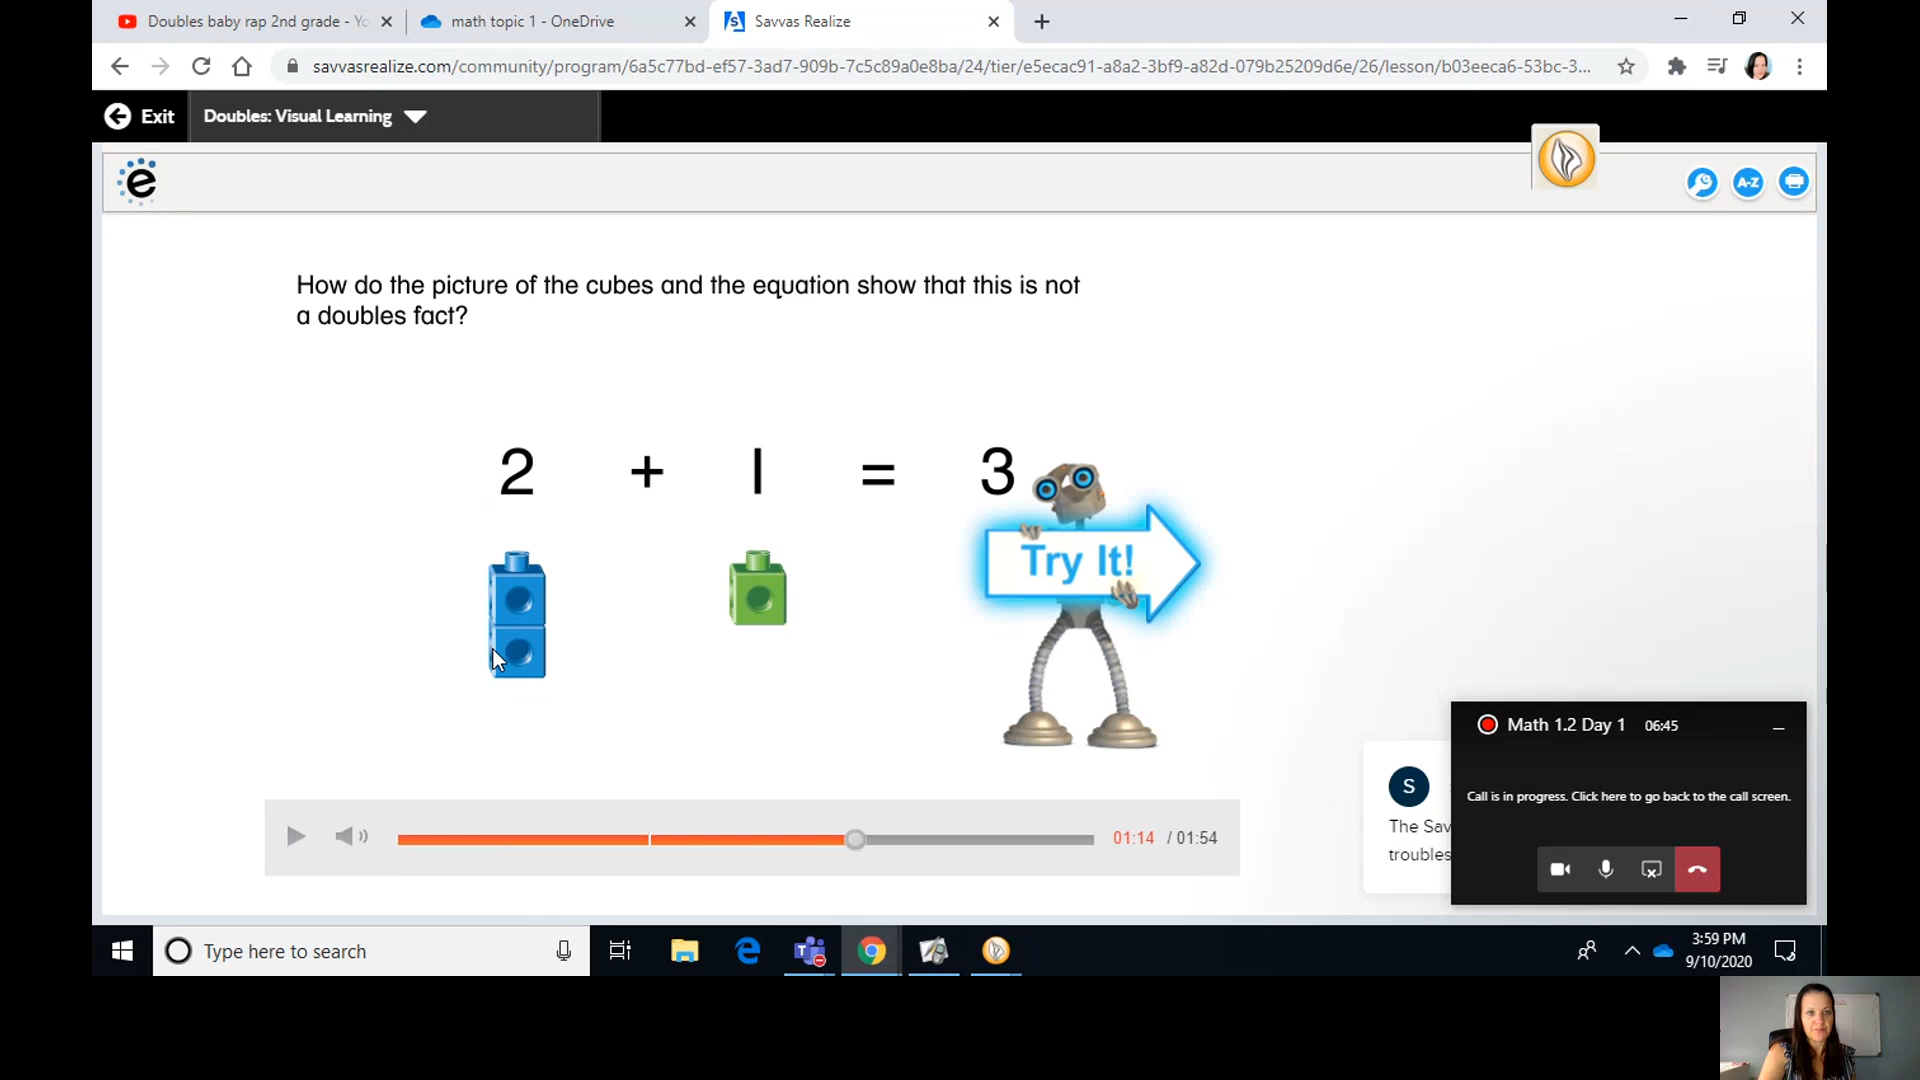 Doubles baby rap 2nd grade - Yo
math topic 1 - OneDrive
S Savvas Realize
savvasrealize.com/community/program/6a5c77bd-ef57-3ad7-909b-7c5c89a0e8ba/24/tier/e5ecac91-a8a2-3bf9-a82d-079b25209d6e/26/lesson/b03eeca6-53bc-3...
Exit Doubles: Visual Learning
e
A-Z
How do the picture of the cubes and the equation show that this is not
a doubles fact?
2 + 1 = 3
Try It!
Math 1.2 Day 1 06:45
Call is in progress. Click here to go back to the call screen.
S
The Sav
troubles
01:14 / 01:54
Type here to search
3:59 PM
9/10/2020